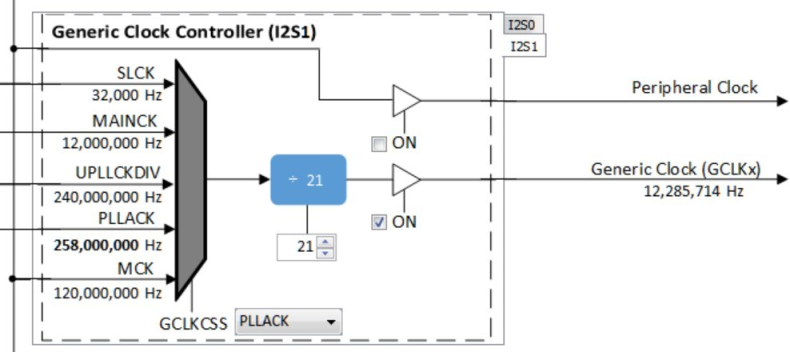 Generic Clock Controller (I2S1)
I2S0
I2S1
SLCK
32,000 Hz
MAINCK
12,000,000 Hz
UPLLCKDIV
240,000,000 Hz
PLLACK
258,000,000 Hz
MCK
120,000,000 Hz
GCLKCSS PLLACK
÷ 21
21
ON
ON
Peripheral Clock
Generic Clock (GCLKx)
12,285,714 Hz